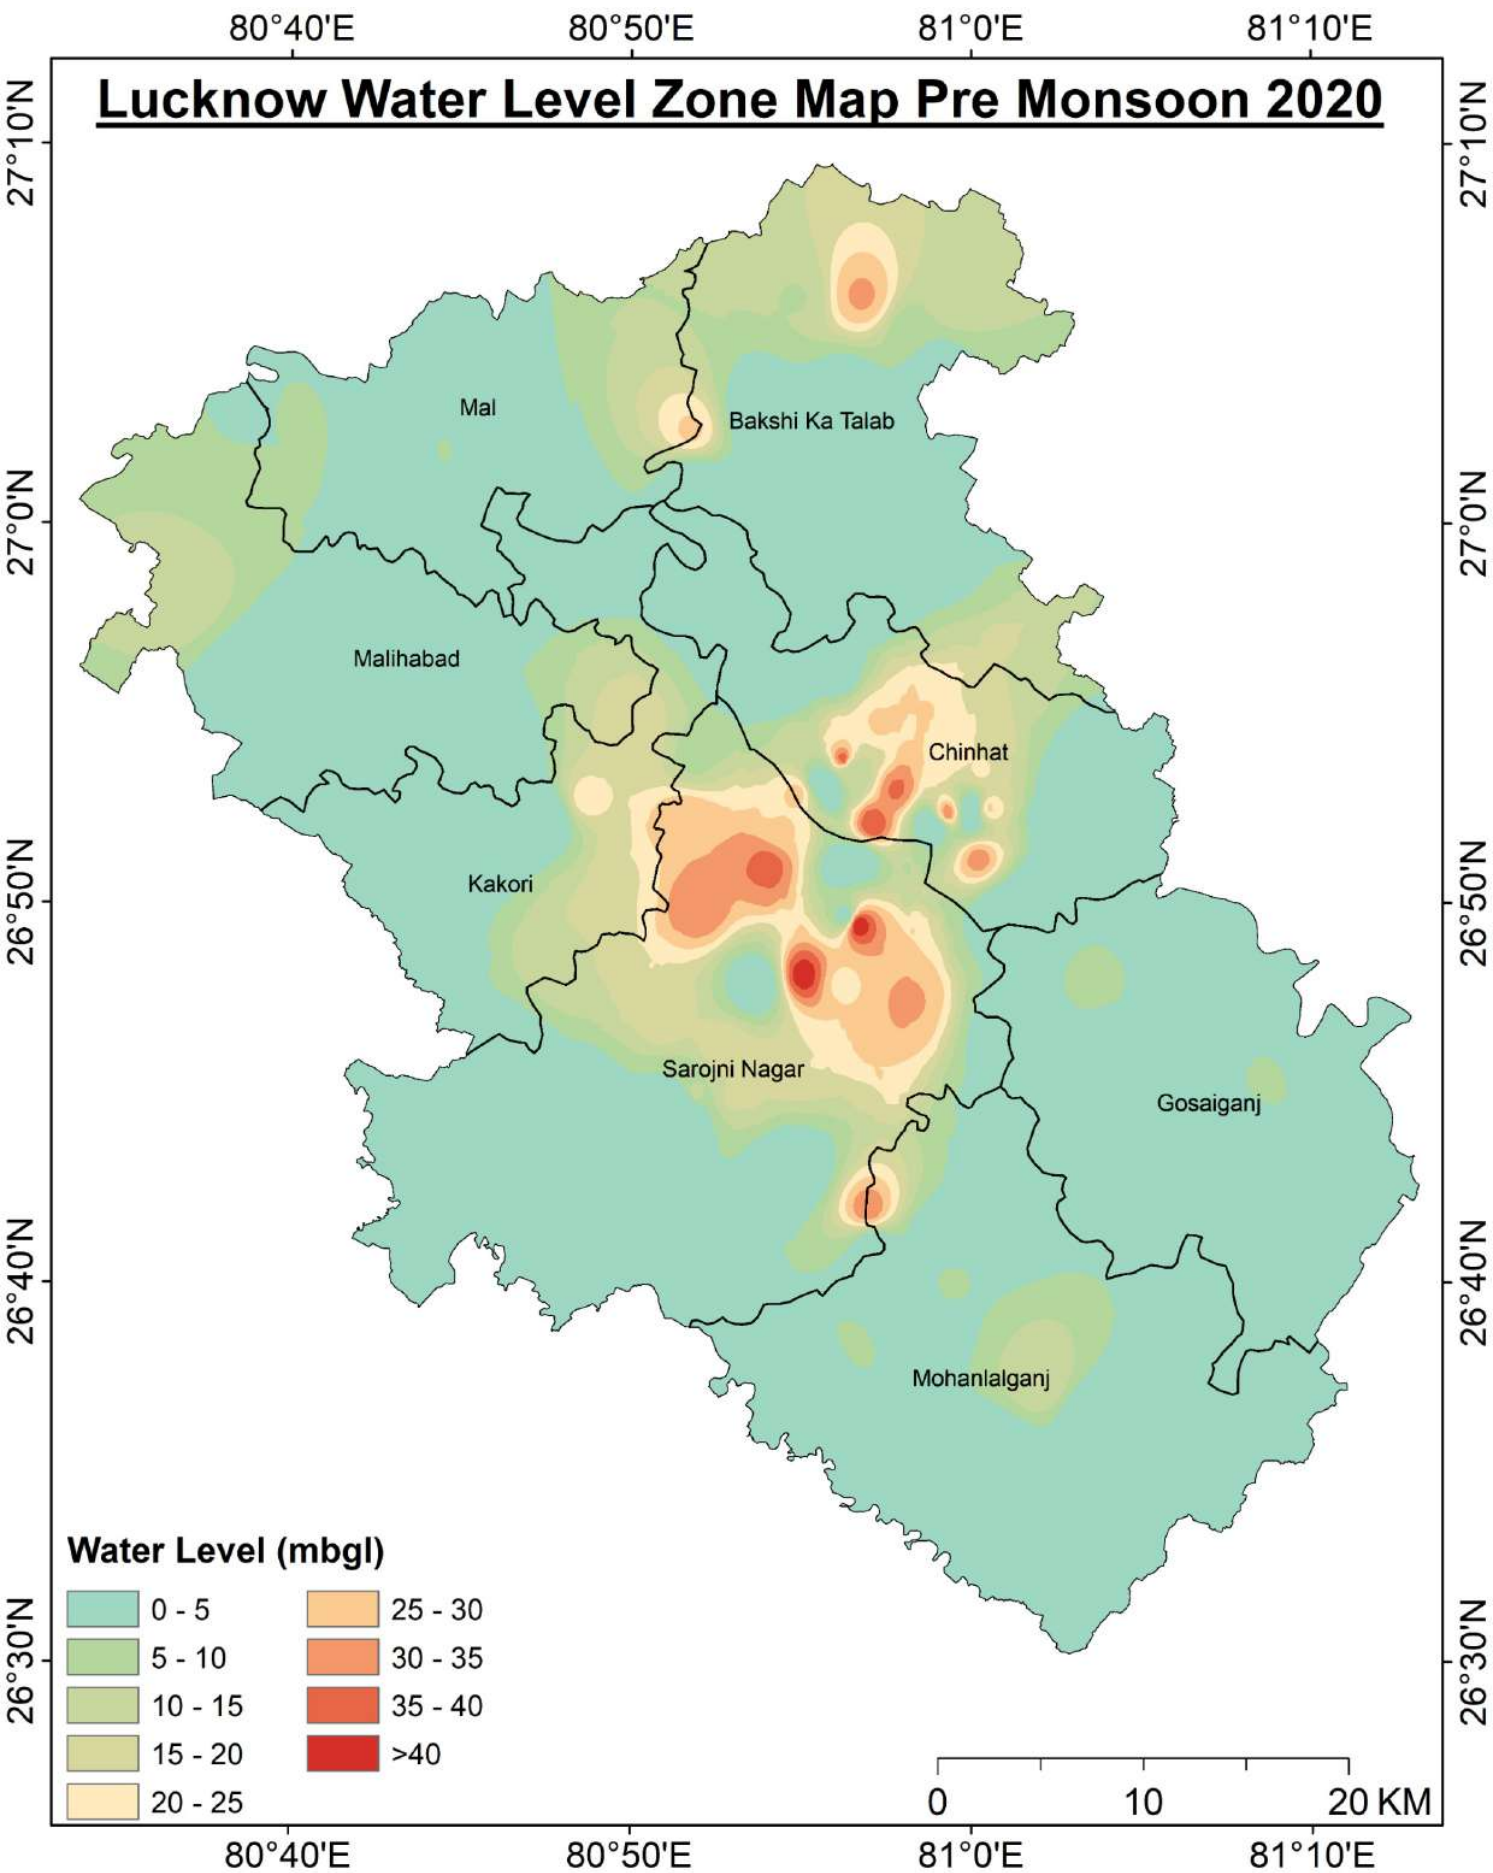 80°40'E 80°50'E 81°0'E 81°10'E
Lucknow Water Level Zone Map Pre Monsoon 2020
27°10'N 27°10'N
Mal
Bakshi Ka Talab
27°0'N 27°0'N
Malihabad
Chinhat
Kakori
26°50'N 26°50'N
Sarojni Nagar
Gosaiganj
26°40'N 26°40'N
Mohanlalganj
26°30'N 26°30'N
Water Level (mbgl)
0 - 5 25 - 30
5 - 10 30 - 35
10 - 15 35 - 40
15 - 20 >40
20 - 25
0 10 20 KM
80°40'E 80°50'E 81°0'E 81°10'E